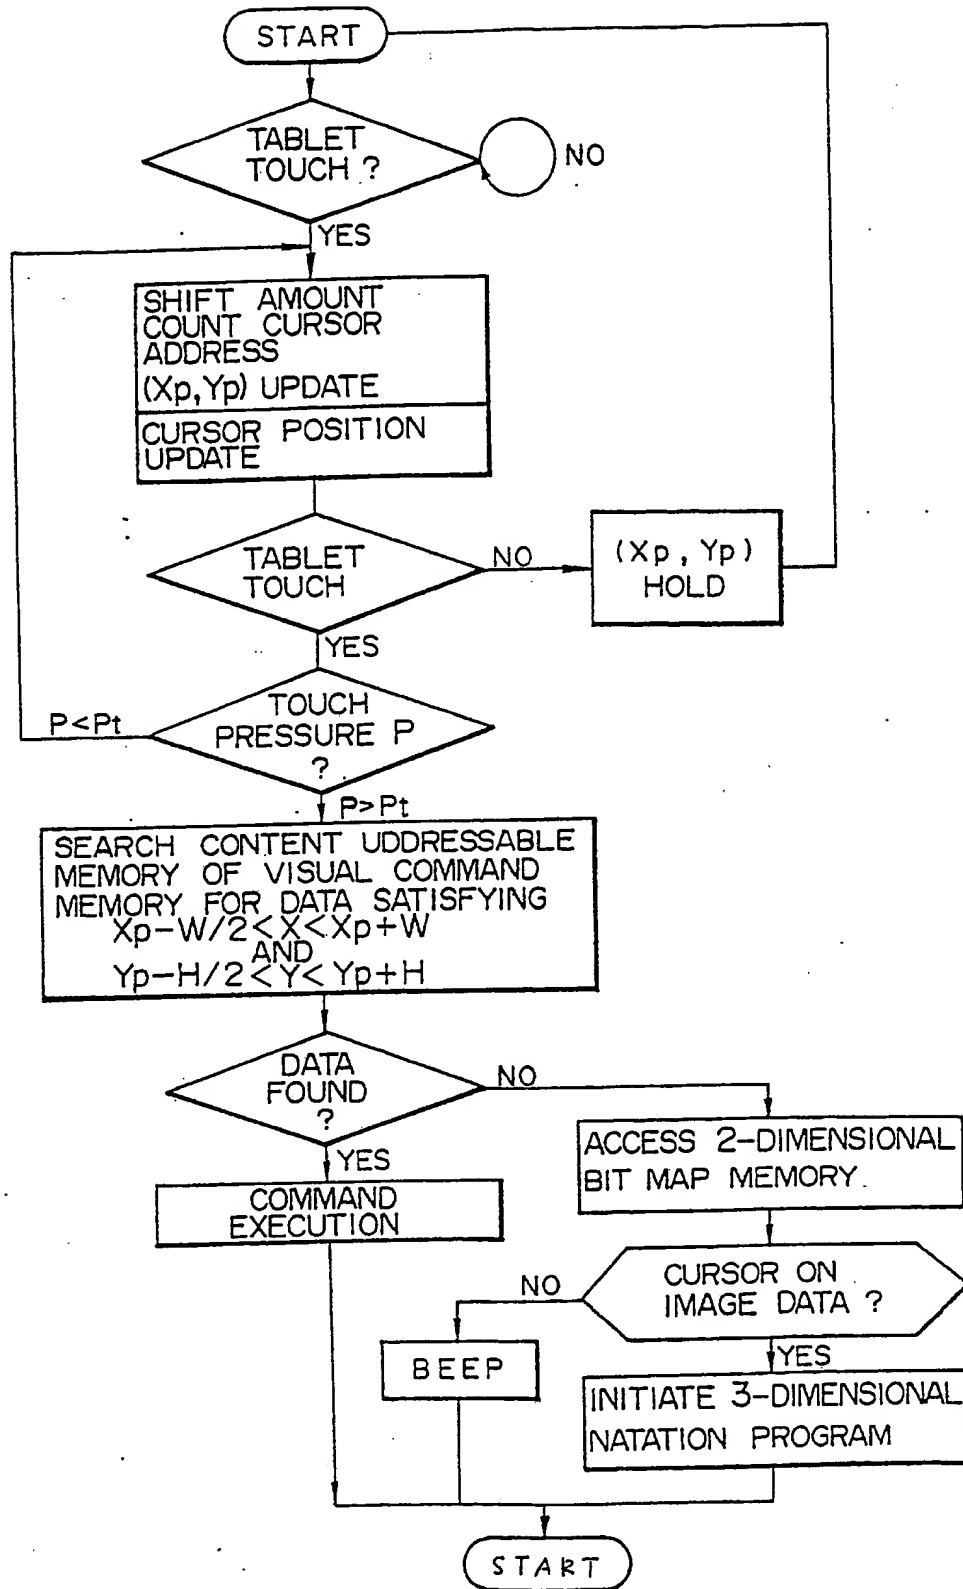 START
TABLET
TOUCH ?
NO
YES
SHIFT AMOUNT
COUNT CURSOR
ADDRESS
(Xp,Yp) UPDATE
CURSOR POSITION
UPDATE
TABLET
TOUCH
NO
(Xp, Yp)
HOLD
YES
TOUCH
PRESSURE P
?
P<Pt
P>Pt
SEARCH CONTENT UDDRESSABLE
MEMORY OF VISUAL COMMAND
MEMORY FOR DATA SATISFYING
Xp-W/2<X<Xp+W
AND
Yp-H/2<Y<Yp+H
DATA
FOUND
?
NO
YES
COMMAND
EXECUTION
ACCESS 2-DIMENSIONAL
BIT MAP MEMORY
CURSOR ON
IMAGE DATA ?
NO
YES
BEEP
INITIATE 3-DIMENSIONAL
NATATION PROGRAM
START